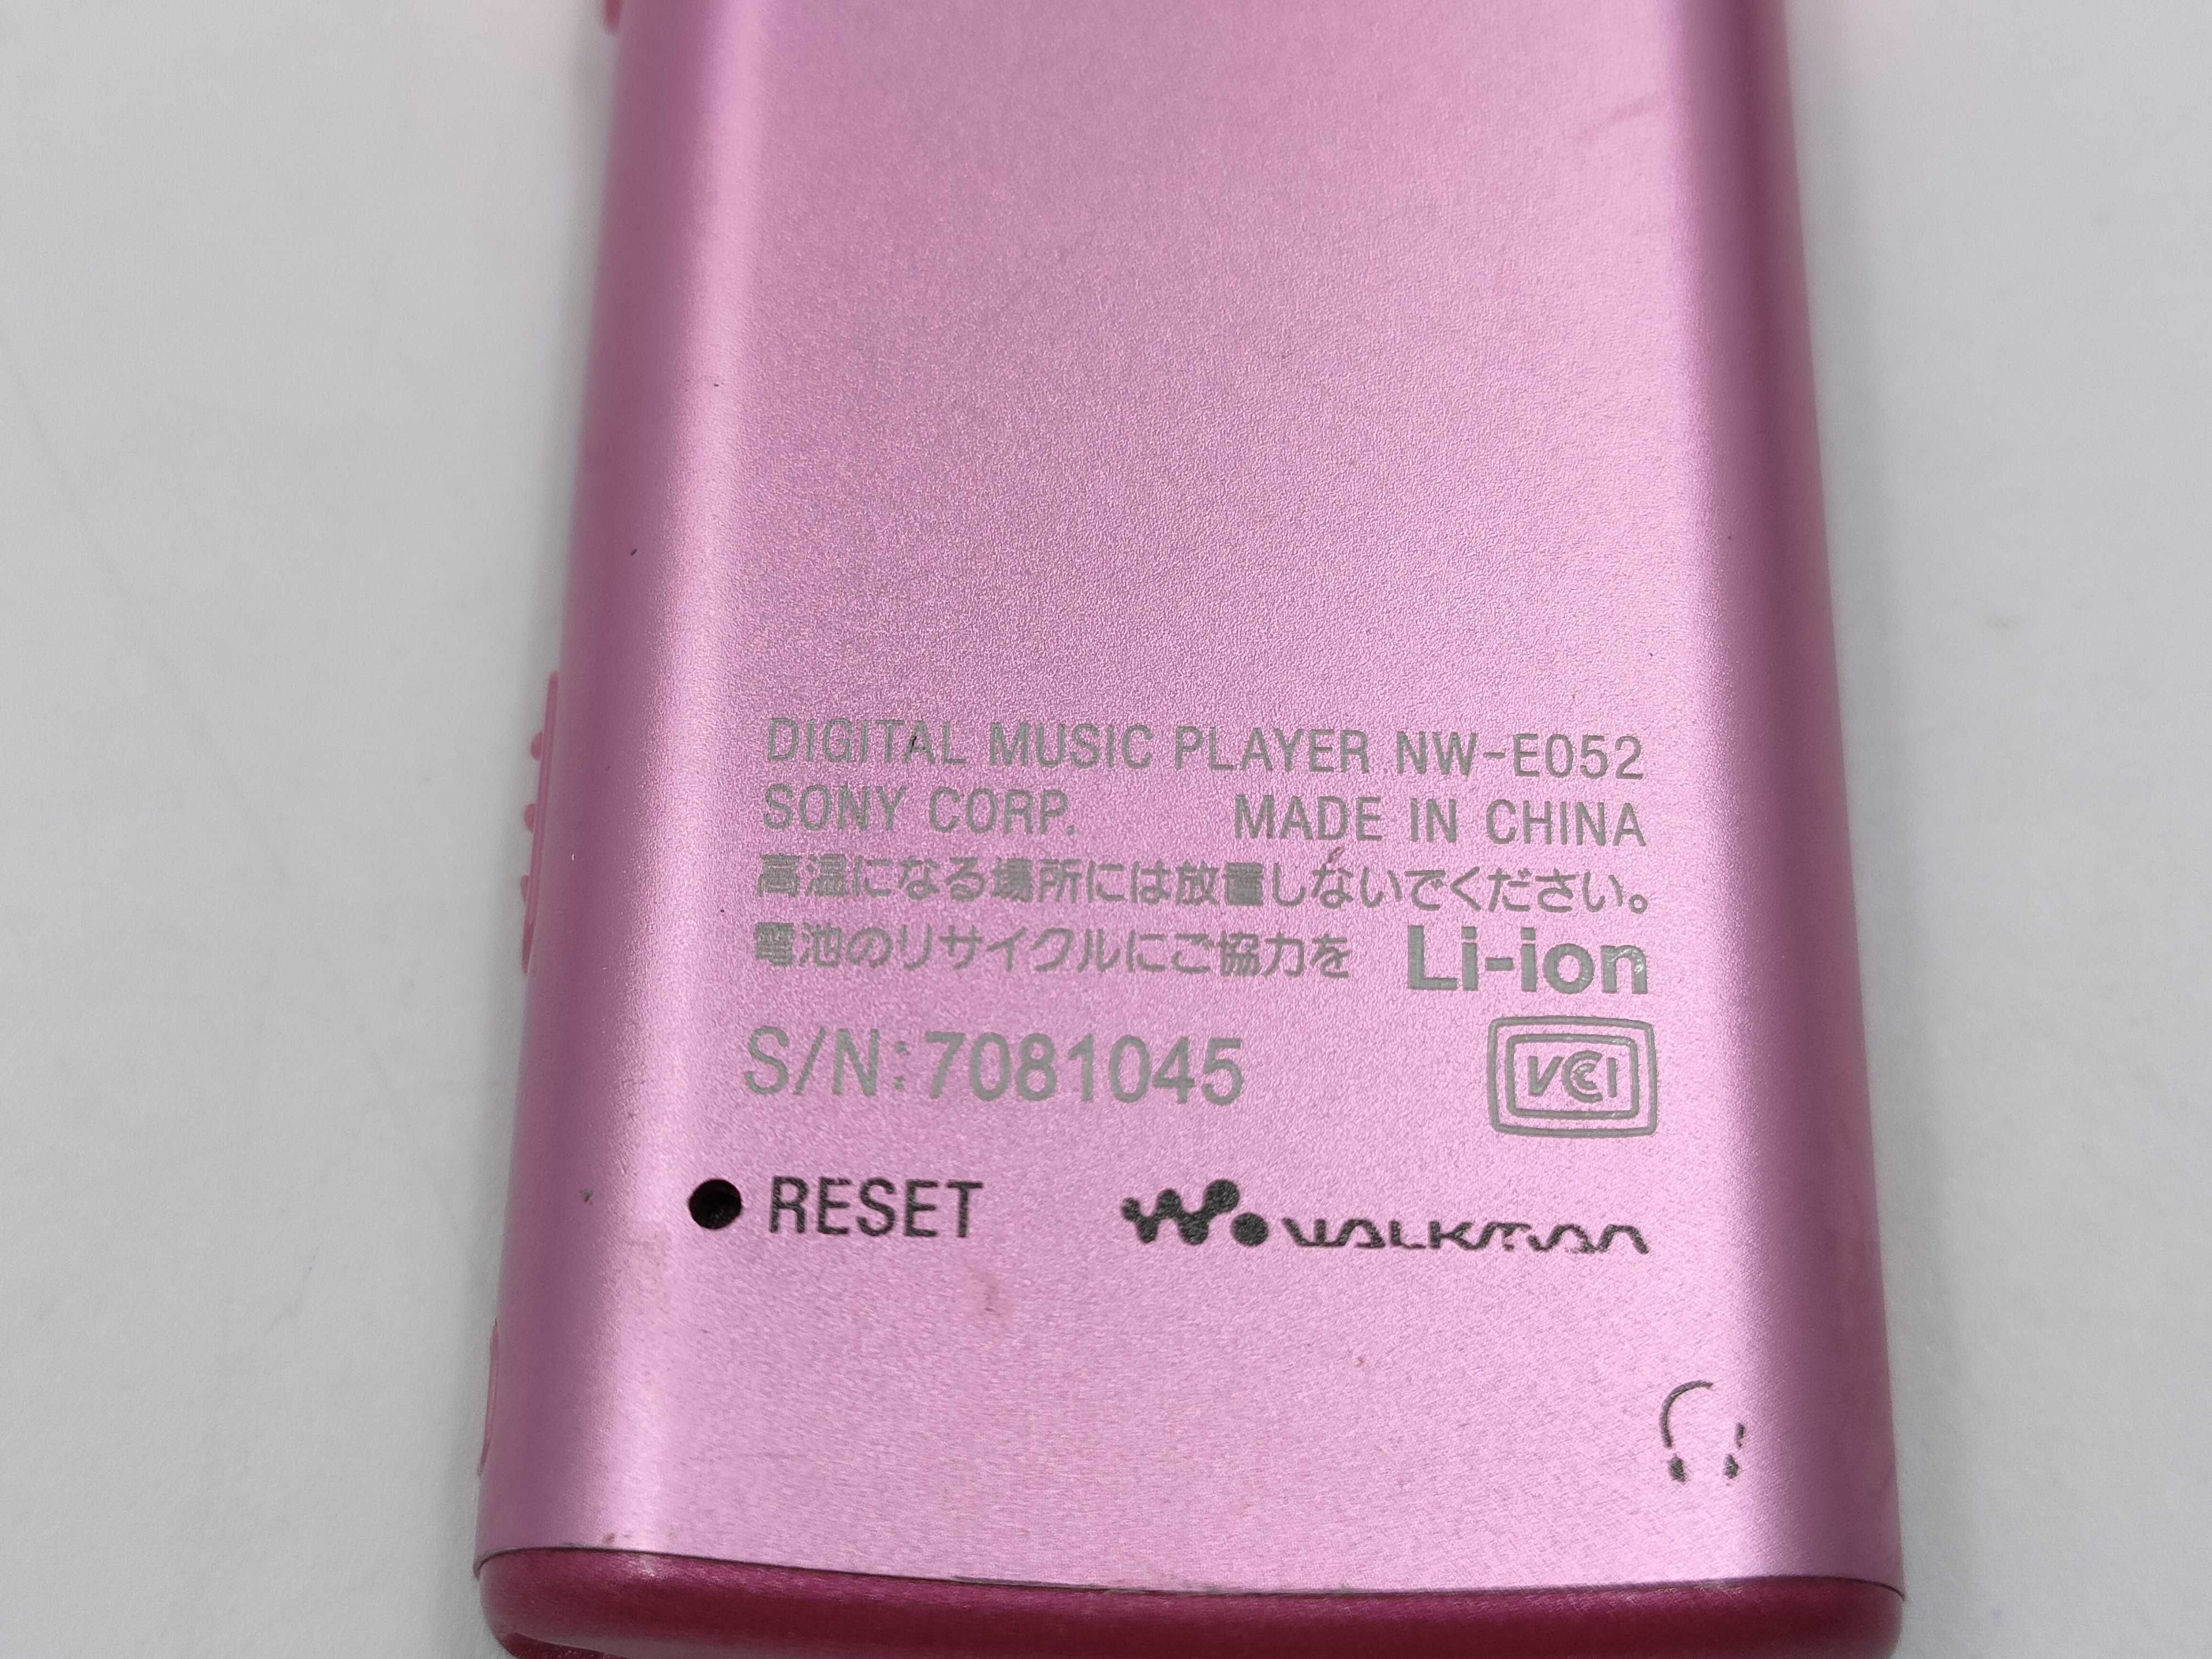 DIGITAL MUSIC PLAYER NW-E052
SONY CORP. MADE IN CHINA
高温になる場所には放置しないでください。
電池のリサイクルにご協力を Li-ion
S/N:7081045 VCCI
RESET WALKMAN